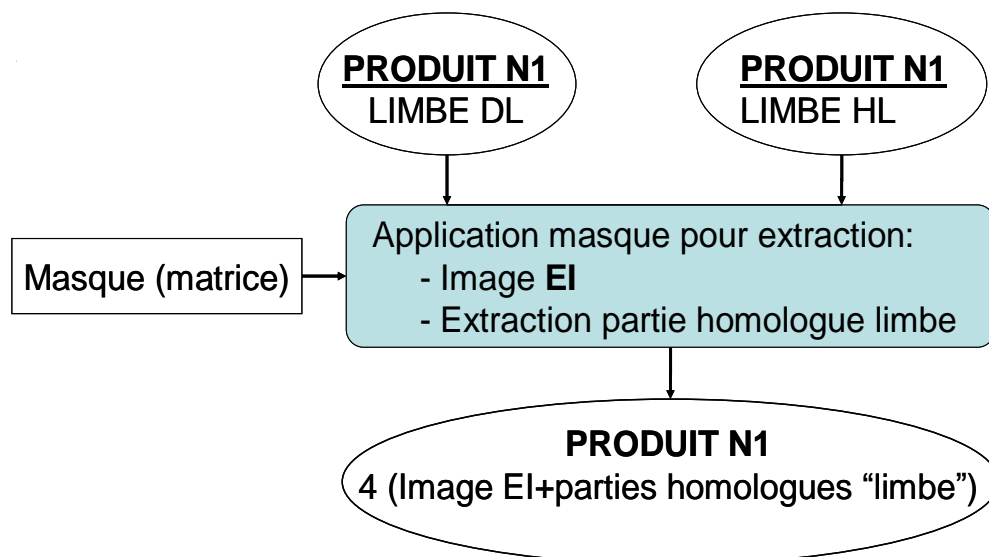 PRODUIT N1
LIMBE DL
PRODUIT N1
LIMBE HL
Masque (matrice)
Application masque pour extraction:
- Image EI
- Extraction partie homologue limbe
PRODUIT N1
4 (Image EI+parties homologues “limbe”)